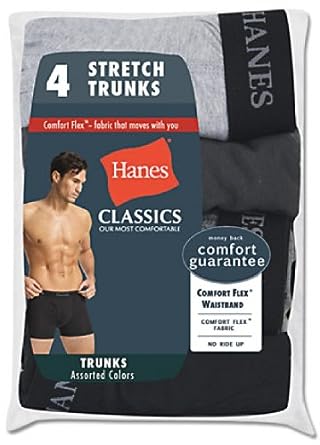 4 STRETCH
TRUNKS
Comfort Flex™– fabric that moves with you
Hanes
CLASSICS
OUR MOST COMFORTABLE
money back
comfort
guarantee
COMFORT FLEX®
WAISTBAND
COMFORT FLEX™
FABRIC
NO RIDE UP
TRUNKS
Assorted Colors
HANES